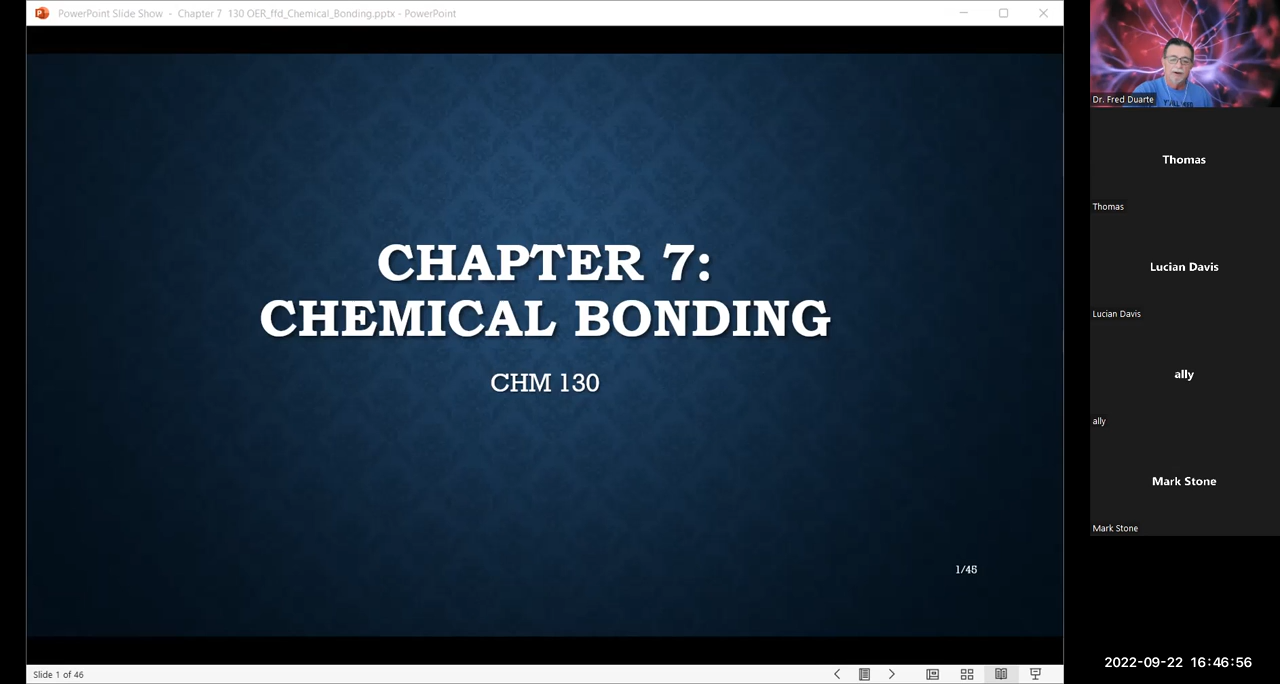 PowerPoint Slide Show - Chapter 7 130 OER_ffd_Chemical_Bonding.pptx - PowerPoint
CHAPTER 7:
CHEMICAL BONDING
CHM 130
1/45
Slide 1 of 46
Dr. Fred Duarte
Thomas
Thomas
Lucian Davis
Lucian Davis
ally
ally
Mark Stone
Mark Stone
2022-09-22 16:46:56